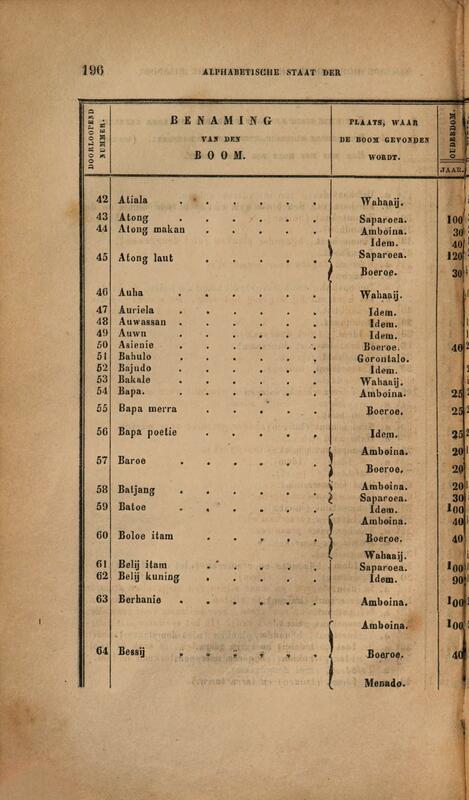 196 ALPHABETISCHE STAAT DER
DOORLOOPEND NUMMER. BENAMING VAN DEN BOOM. PLAATS, WAAR DE BOOM GEVONDEN WORDT. OUDERDOM. JAAR.
42 Atiala . . . . . . Wahaaij.
43 Atong . . . . . . Saparoea. 100
44 Atong makan . . . . . Amboina. 30
Idem. 40
45 Atong laut . . . . . Saparoea. 120
Boeroe. 30
46 Auha . . . . . . Wahaaij.
47 Auriela . . . . . . Idem.
48 Auwassan . . . . . . Idem.
49 Auwn . . . . . . Idem.
50 Asienie . . . . . . Boeroe. 40
51 Bahulo . . . . . . Gorontalo.
52 Bajudo . . . . . . Idem.
53 Bakale . . . . . . Wahaaij.
54 Bapa. . . . . . . Amboina. 25
55 Bapa merra . . . . . Boeroe. 25
56 Bapa poetie . . . . . Idem. 25
Amboina. 20
57 Baroe . . . . . .
Boeroe. 20
58 Batjang . . . . . . Amboina. 20
Saparoea. 30
59 Batoe . . . . . . Idem. 100
Amboina. 40
60 Boloe itam . . . . . Boeroe. 40
Wahaaij.
61 Belij itam . . . . . Saparoea. 100
62 Belij kuning . . . . . Idem. 90
63 Berhanie . . . . . . Amboina. 100
Amboina. 100
64 Bessij . . . . . . Boeroe. 40
Menado.